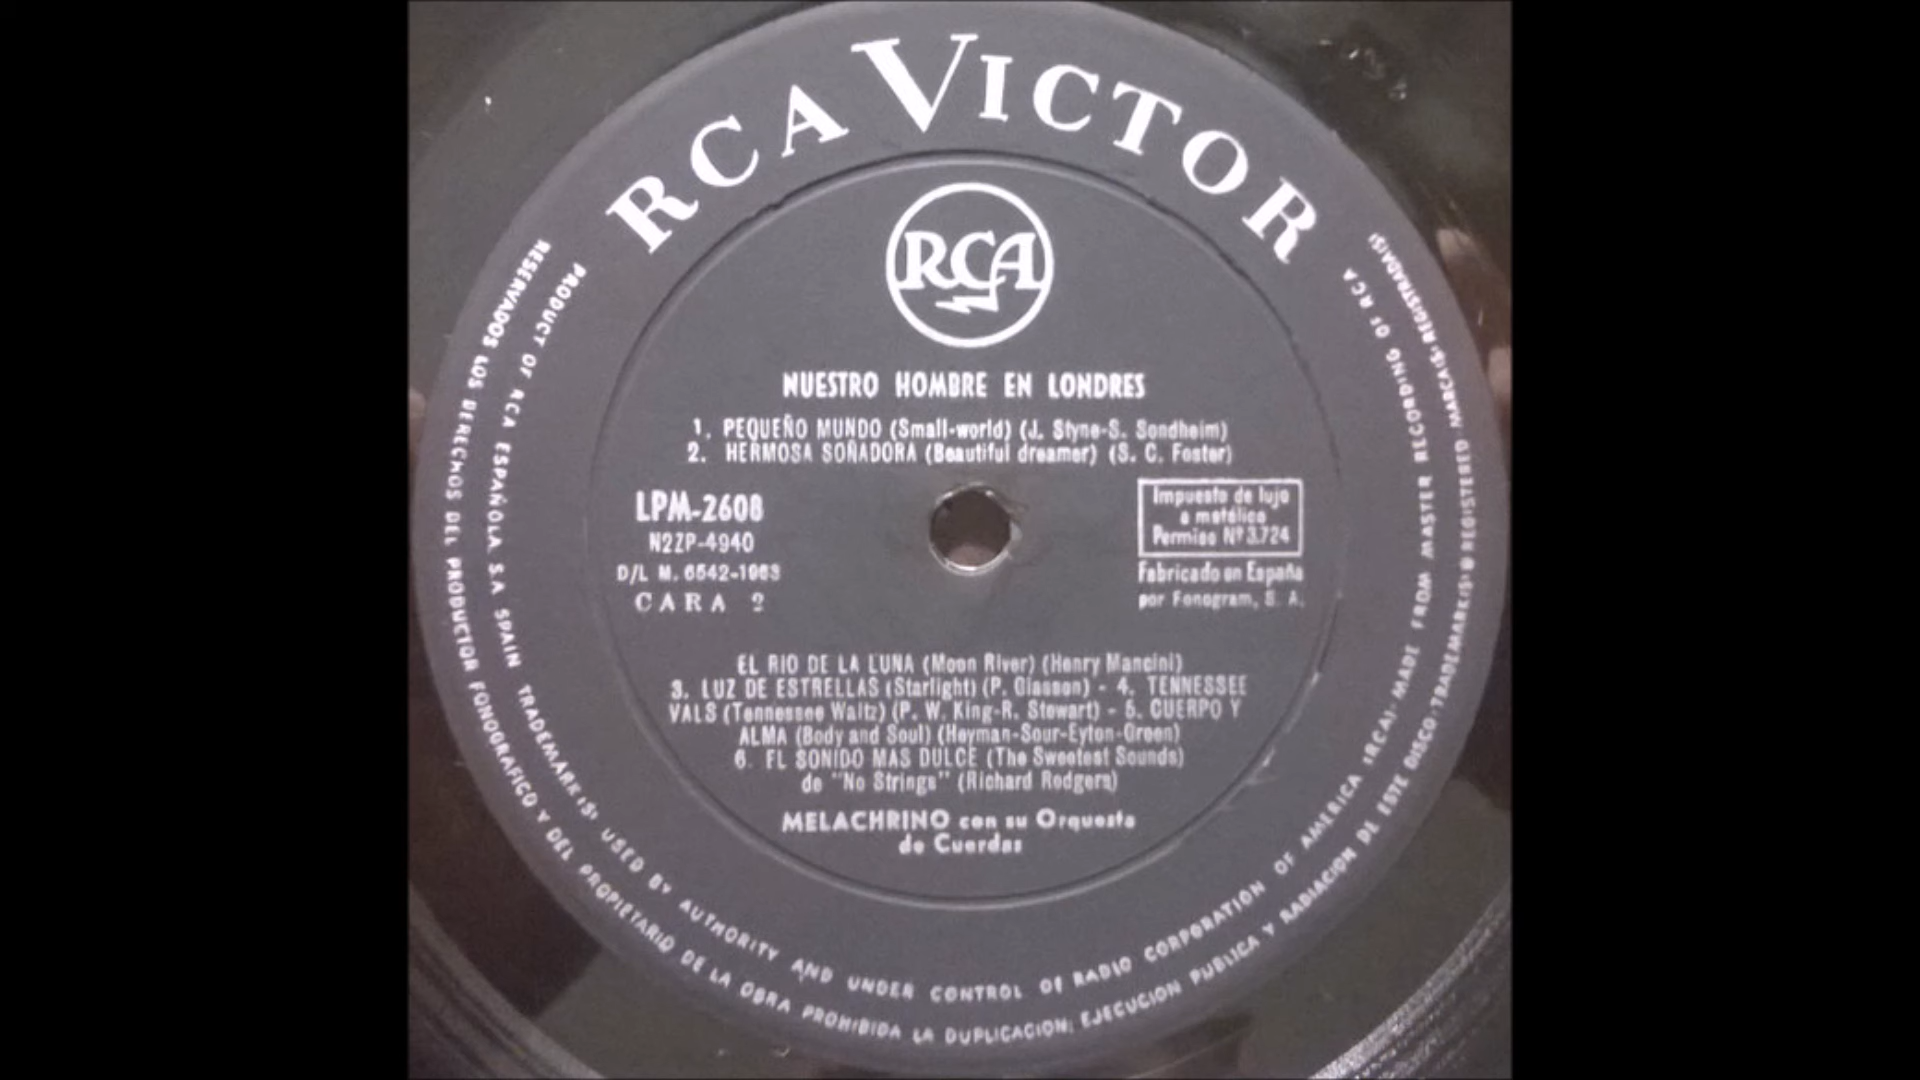 RCA VICTOR
RCA
NUESTRO HOMBRE EN LONDRES
1. PEQUEÑO MUNDO (Small-world) (J. Styne-S. Sondheim)
2. HERMOSA SOÑADORA (Beautiful dreamer) (S. C. Foster)
LPM-2608
N2ZP-4940
D/L M. 6542-1963
CARA 2
Impuesto de lujo
a metálico
Permiso Nº 3.724
Fabricado en España
por Fonogram, S. A.
EL RIO DE LA LUNA (Moon River) (Henry Mancini)
3. LUZ DE ESTRELLAS (Starlight) (P. Glasson) - 4. TENNESSEE
VALS (Tennessee Waltz) (P. W. King-R. Stewart) - 5. CUERPO Y
ALMA (Body and Soul) (Heyman-Sour-Eyton-Green)
6. EL SONIDO MAS DULCE (The Sweetest Sounds)
de "No Strings" (Richard Rodgers)
MELACHRINO con su Orquesta
de Cuerdas
PRODUCT OF RCA ESPAÑOLA S.A SPAIN TRADEMARK(S) USED BY AUTHORITY AND UNDER CONTROL OF RADIO CORPORATION OF AMERICA (RCA) MADE FROM MASTER RECORDING OF RCA
RESERVADOS LOS DERECHOS DEL PRODUCTOR FONOGRAFICO Y DEL PROPIETARIO DE LA OBRA PROHIBIDA LA DUPLICACION; EJECUCION PUBLICA Y RADIACION DE ESTE DISCO TRADEMARK(S) ® REGISTERED MARCA(S) REGISTRADA(S)